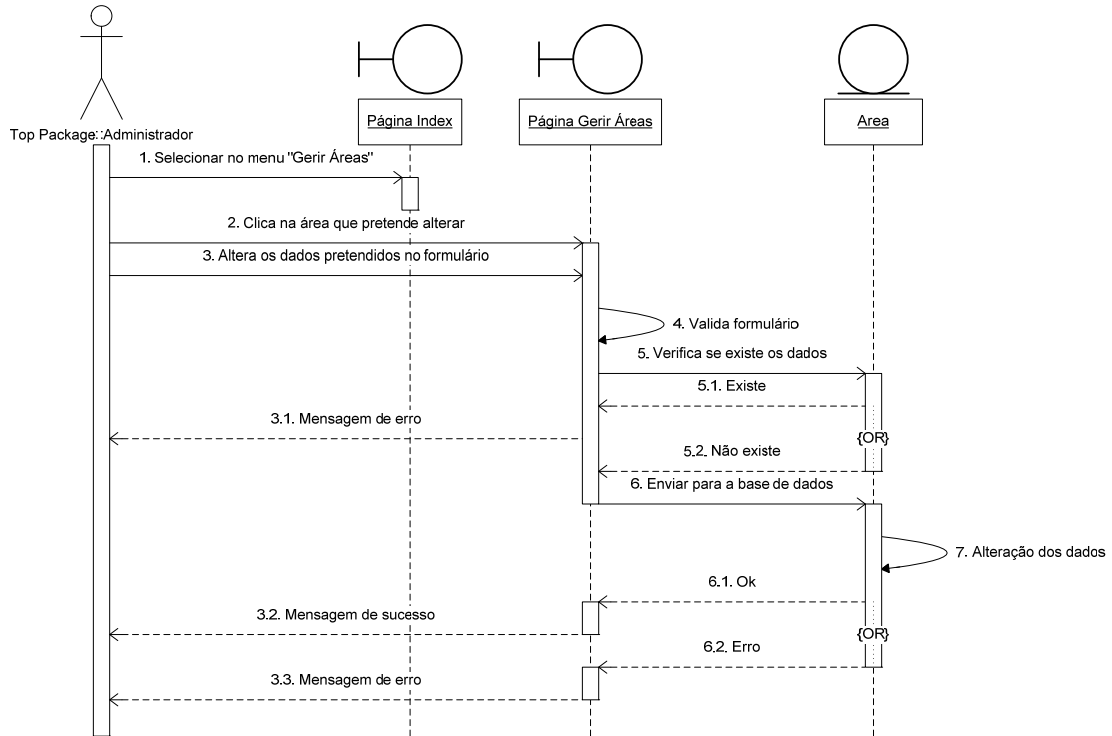 Top Package::Administrador
Página Index
Página Gerir Áreas
Area
1. Selecionar no menu "Gerir Áreas"
2. Clica na área que pretende alterar
3. Altera os dados pretendidos no formulário
4. Valida formulário
5. Verifica se existe os dados
5.1. Existe
3.1. Mensagem de erro
{OR}
5.2. Não existe
6. Enviar para a base de dados
7. Alteração dos dados
6.1. Ok
3.2. Mensagem de sucesso
{OR}
6.2. Erro
3.3. Mensagem de erro